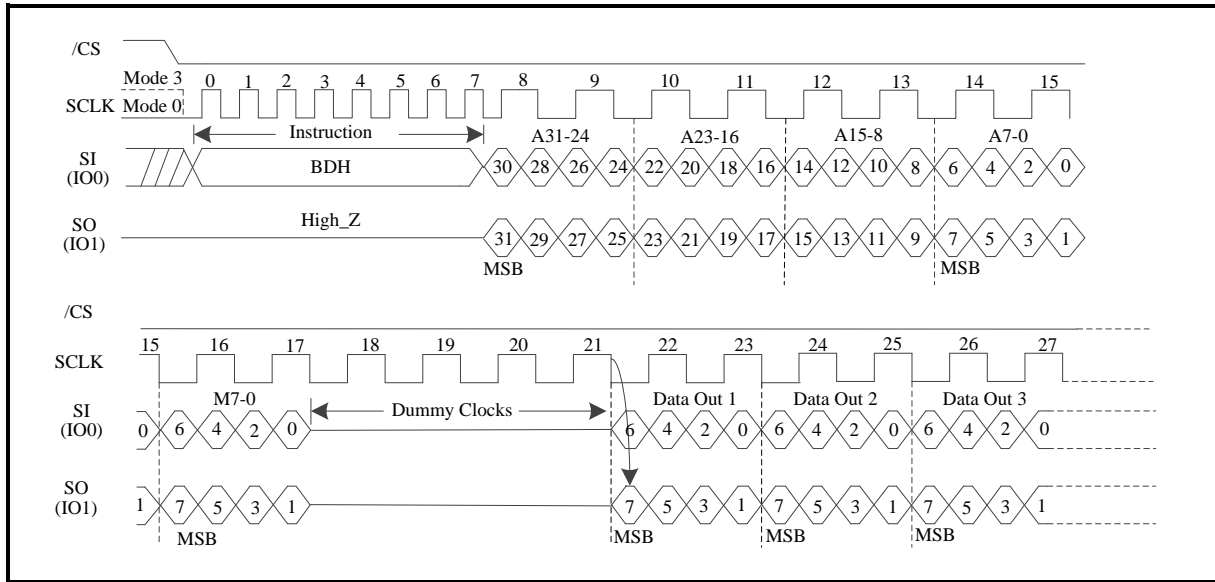 /CS
Mode 3 0 1 2 3 4 5 6 7 8 9 10 11 12 13 14 15
SCLK Mode 0
Instruction A31-24 A23-16 A15-8 A7-0
SI
(IO0)
BDH 30 28 26 24 22 20 18 16 14 12 10 8 6 4 2 0
High_Z
SO
(IO1)
31 29 27 25 23 21 19 17 15 13 11 9 7 5 3 1
MSB MSB
/CS
15 16 17 18 19 20 21 22 23 24 25 26 27
SCLK
M7-0 Dummy Clocks Data Out 1 Data Out 2 Data Out 3
SI
(IO0)
0 6 4 2 0 6 4 2 0 6 4 2 0 6 4 2 0
SO
(IO1)
1 7 5 3 1 7 5 3 1 7 5 3 1 7 5 3 1
MSB MSB MSB MSB